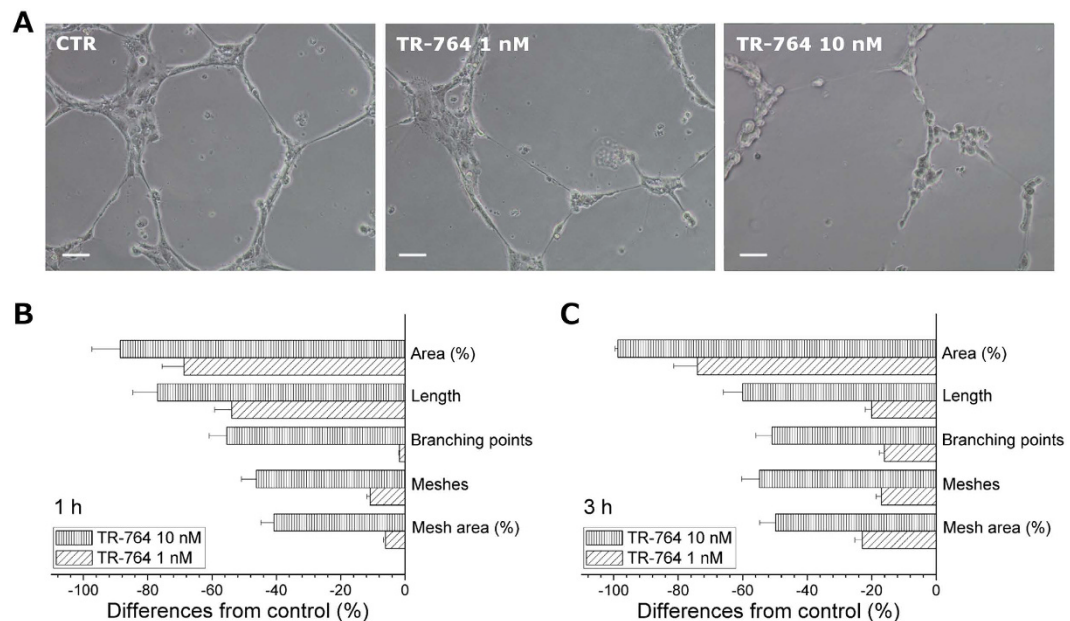 A
CTR
TR-764 1 nM
TR-764 10 nM
B
Area (%)
Length
Branching points
Meshes
Mesh area (%)
1 h
TR-764 10 nM
TR-764 1 nM
-100 -80 -60 -40 -20 0
Differences from control (%)
C
Area (%)
Length
Branching points
Meshes
Mesh area (%)
3 h
TR-764 10 nM
TR-764 1 nM
-100 -80 -60 -40 -20 0
Differences from control (%)